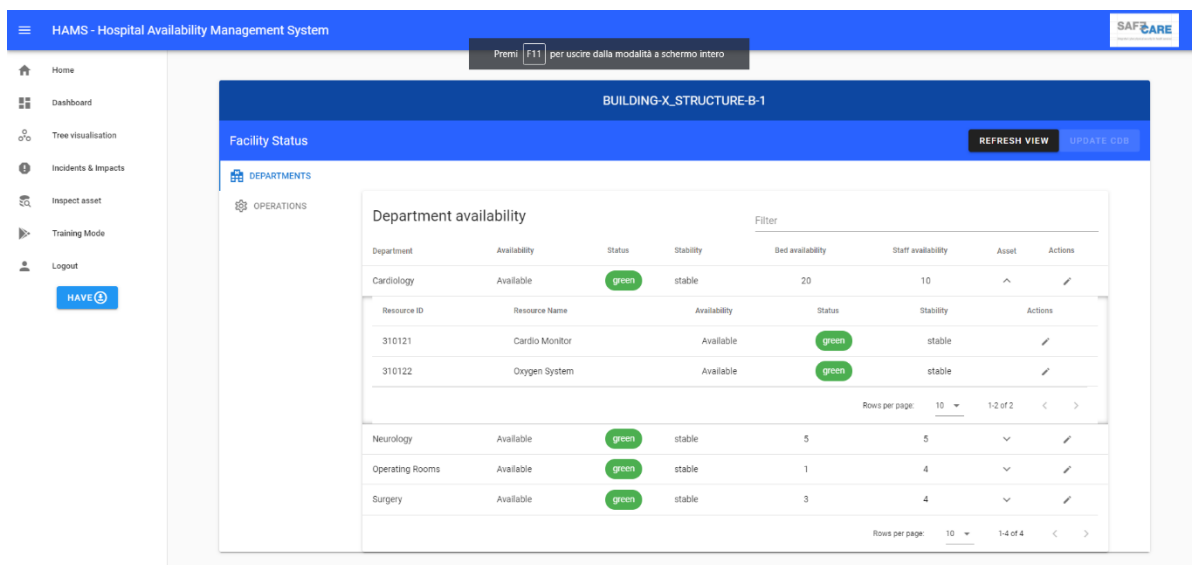 HAMS - Hospital Availability Management System
SAFECARE
Premi F11 per uscire dalla modalità a schermo intero
Home
Dashboard
Tree visualisation
Incidents & Impacts
Inspect asset
Training Mode
Logout
HAVE
BUILDING-X_STRUCTURE-B-1
Facility Status
REFRESH VIEW
UPDATE CDB
DEPARTMENTS
OPERATIONS
Department availability
Filter
Department Availability Status Stability Bed availability Staff availability Asset Actions
Cardiology Available green stable 20 10
Resource ID Resource Name Availability Status Stability Actions
310121 Cardio Monitor Available green stable
310122 Oxygen System Available green stable
Rows per page: 10 1-2 of 2
Neurology Available green stable 5 5
Operating Rooms Available green stable 1 4
Surgery Available green stable 3 4
Rows per page: 10 1-4 of 4